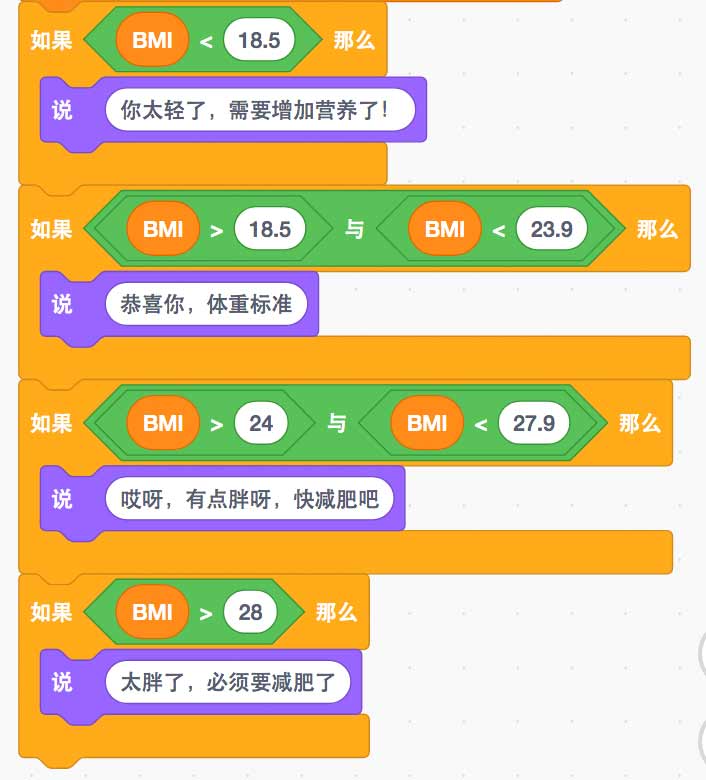 如果 BMI < 18.5 那么
说 你太轻了，需要增加营养了！
如果 BMI > 18.5 与 BMI < 23.9 那么
说 恭喜你，体重标准
如果 BMI > 24 与 BMI < 27.9 那么
说 哎呀，有点胖呀，快减肥吧
如果 BMI > 28 那么
说 太胖了，必须要减肥了